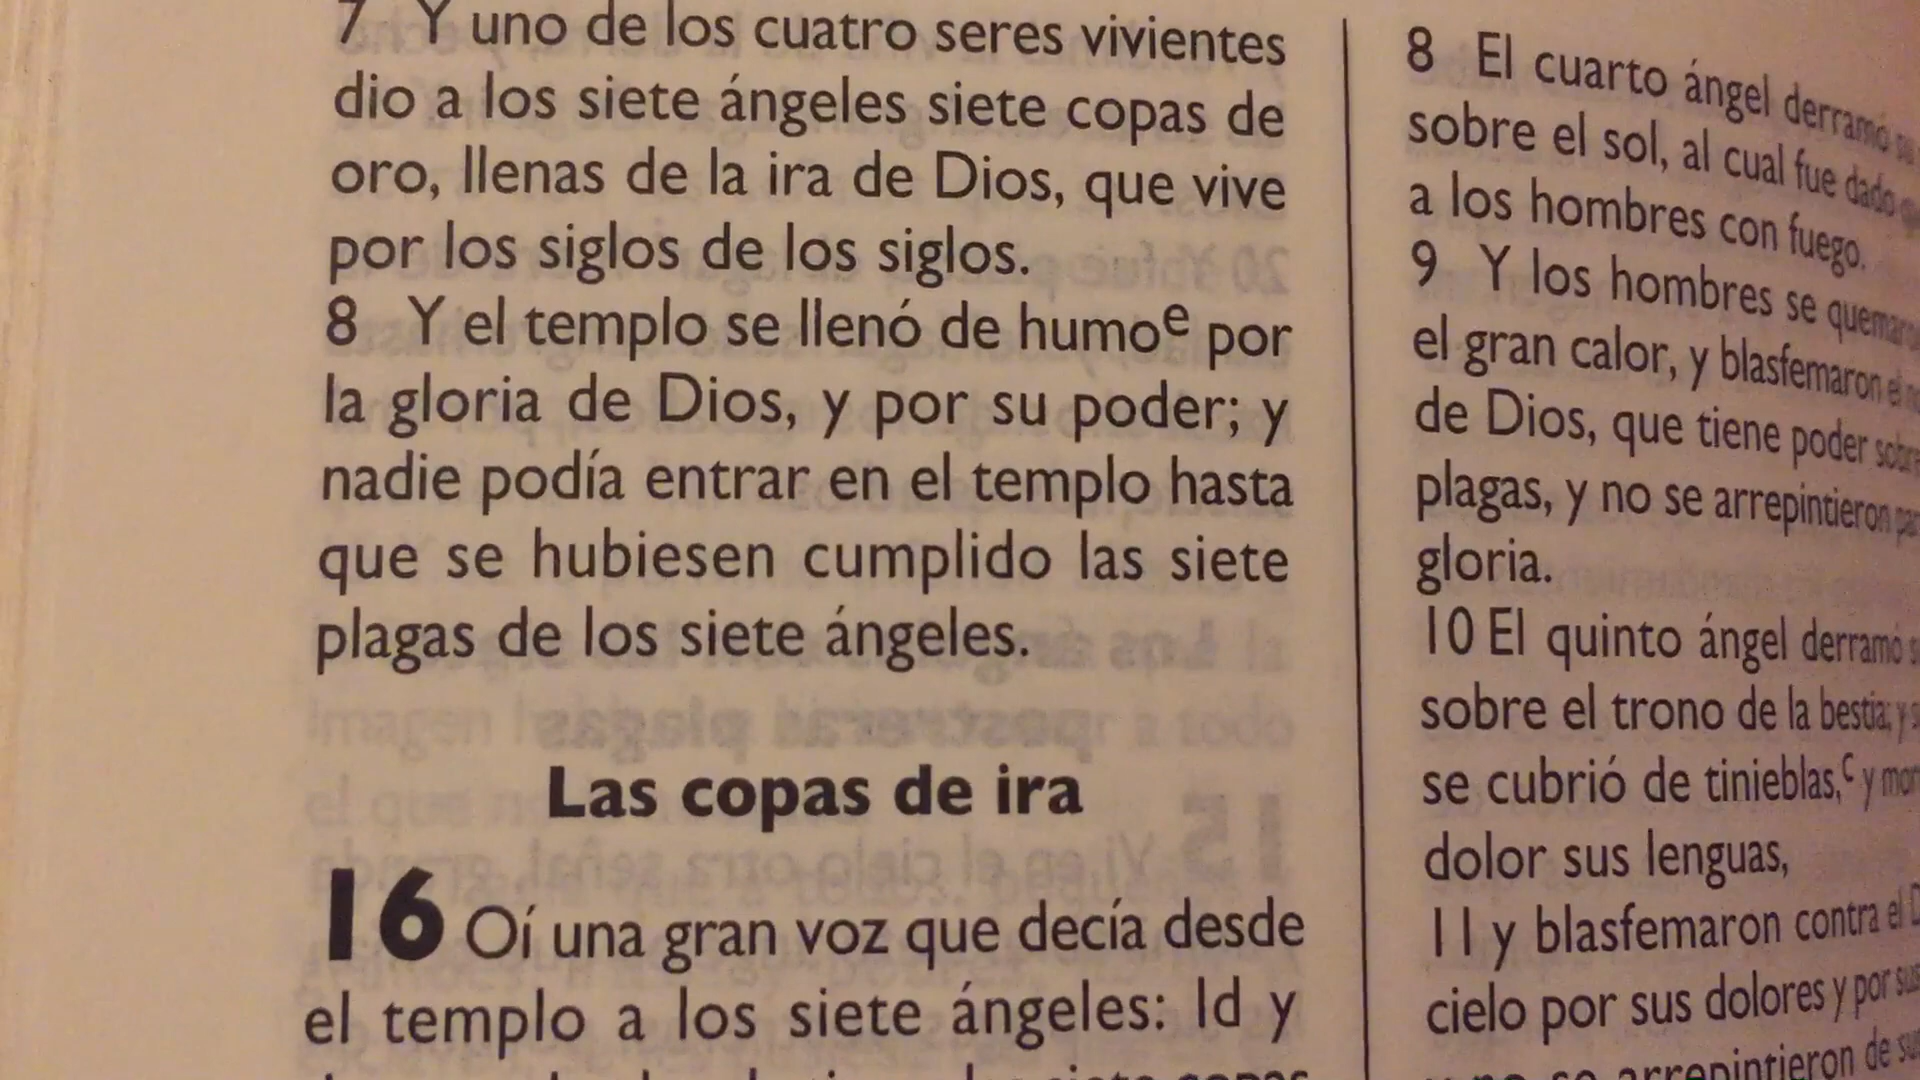 7 Y uno de los cuatro seres vivientes
dio a los siete ángeles siete copas de
oro, llenas de la ira de Dios, que vive
por los siglos de los siglos.
8 Y el templo se llenó de humoe por
la gloria de Dios, y por su poder; y
nadie podía entrar en el templo hasta
que se hubiesen cumplido las siete
plagas de los siete ángeles.
Las copas de ira
16 Oí una gran voz que decía desde
el templo a los siete ángeles: Id y
8 El cuarto ángel derramó
sobre el sol, al cual fue dado
a los hombres con fuego.
9 Y los hombres se
el gran calor, y blasfemaron el
de Dios, que tiene poder sobre
plagas, y no se arrepintieron
gloria.
10 El quinto ángel derramó
sobre el trono de la bestia; y
se cubrió de tinieblas,c y
dolor sus lenguas,
11 y blasfemaron contra el
cielo por sus dolores y por sus
y no se arrepintieron de